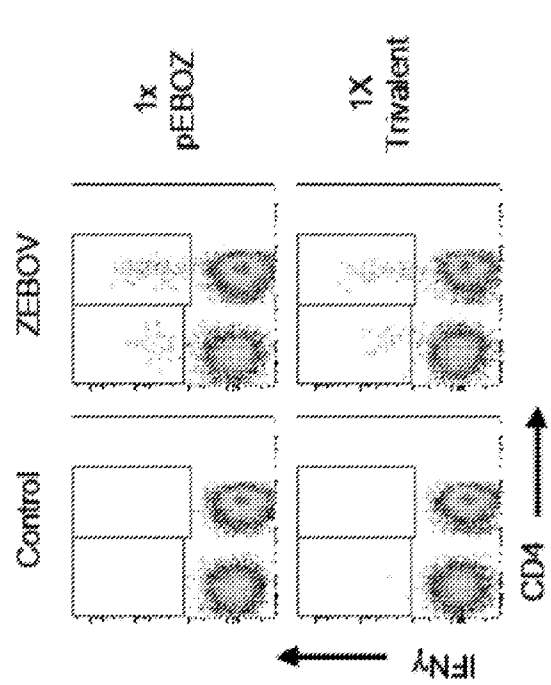 Control
ZEBOV
1x
pEBOZ
1X
Trivalent
IFNγ
CD4